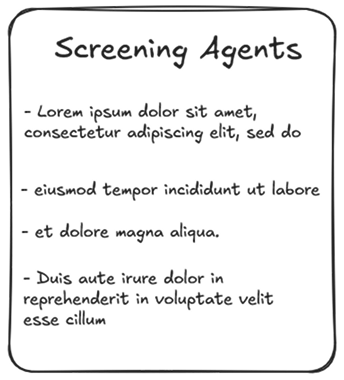 Screening Agents
- Lorem ipsum dolor sit amet,
consectetur adipiscing elit, sed do
- eiusmod tempor incididunt ut labore
- et dolore magna aliqua.
- Duis aute irure dolor in
reprehenderit in voluptate velit
esse cillum